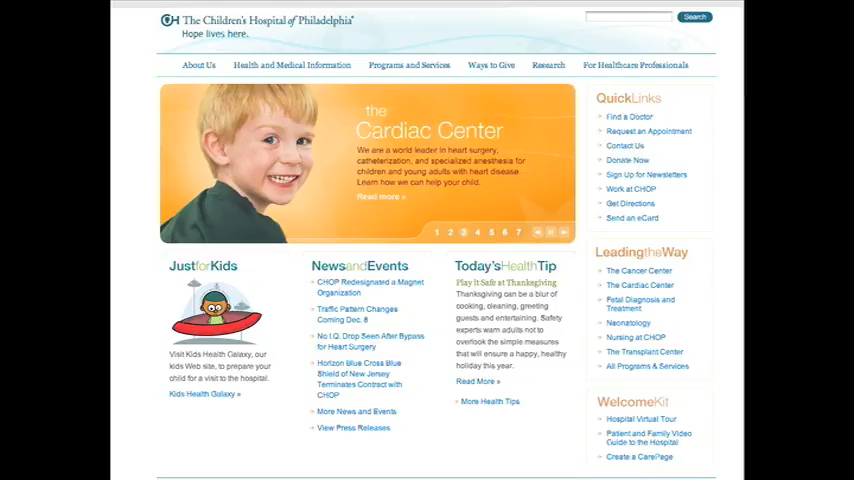 The Children's Hospital of Philadelphia®
Hope lives here.
Search
About Us
Health and Medical Information
Programs and Services
Ways to Give
Research
For Healthcare Professionals
the
Cardiac Center
We are a world leader in heart surgery,
catheterization, and specialized anesthesia for
children and young adults with heart disease.
Learn how we can help your child.
Read more »
1 2 3 4 5 6 7
JustforKids
Visit Kids Health Galaxy, our
kids Web site, to prepare your
child for a visit to the hospital.
Kids Health Galaxy »
NewsandEvents
CHOP Redesignated a Magnet
Organization
Traffic Pattern Changes
Coming Dec. 8
No I.Q. Drop Seen After Bypass
for Heart Surgery
Horizon Blue Cross Blue
Shield of New Jersey
Terminates Contract with
CHOP
More News and Events
View Press Releases
Today'sHealthTip
Play it Safe at Thanksgiving
Thanksgiving can be a blur of
cooking, cleaning, greeting
guests and entertaining. Safety
experts warn adults not to
overlook the simple measures
that will ensure a happy, healthy
holiday this year.
Read More »
More Health Tips
QuickLinks
Find a Doctor
Request an Appointment
Contact Us
Donate Now
Sign Up for Newsletters
Work at CHOP
Get Directions
Send an eCard
LeadingtheWay
The Cancer Center
The Cardiac Center
Fetal Diagnosis and
Treatment
Neonatology
Nursing at CHOP
The Transplant Center
All Programs & Services
WelcomeKit
Hospital Virtual Tour
Patient and Family Video
Guide to the Hospital
Create a CarePage